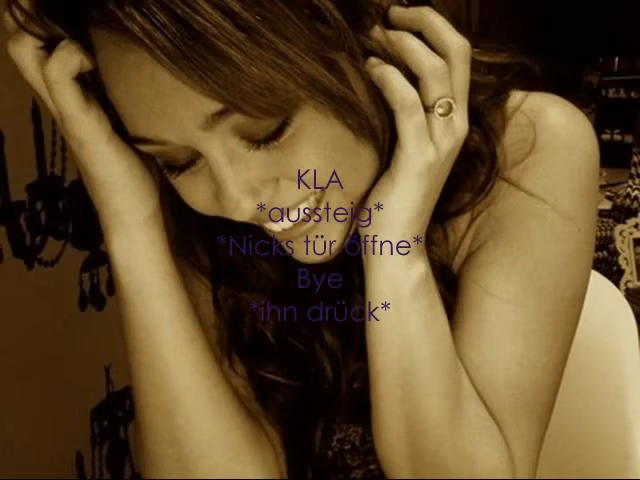 KLA
*aussteig*
*Nicks tür öffne*
Bye
*ihn drück*